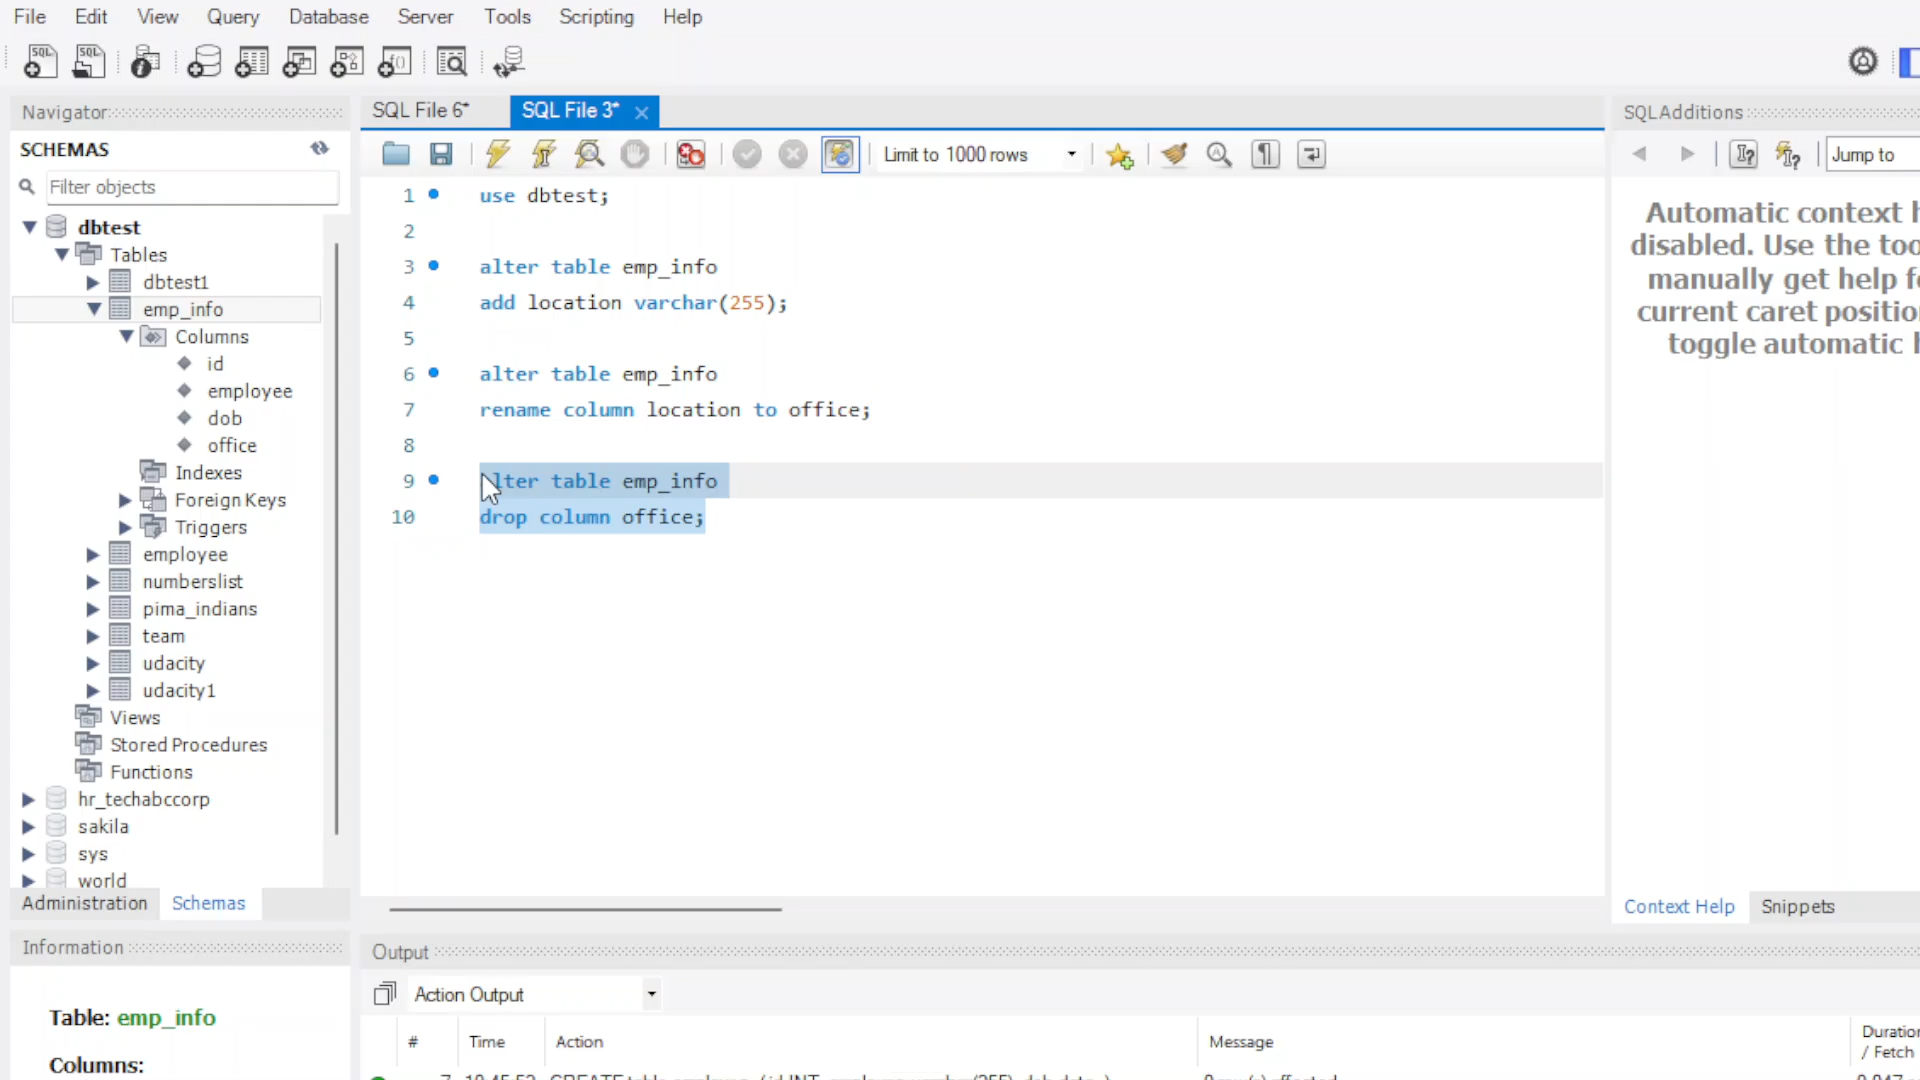 File Edit View Query Database Server Tools Scripting Help
Navigator
SQL File 6* SQL File 3*
SQLAdditions
SCHEMAS
Limit to 1000 rows
Jump to
Filter objects
dbtest
Tables
dbtest1
emp_info
Columns
id
employee
dob
office
Indexes
Foreign Keys
Triggers
employee
numberslist
pima_indians
team
udacity
udacity1
Views
Stored Procedures
Functions
hr_techabccorp
sakila
sys
world
Administration Schemas
1 use dbtest;
2
3 alter table emp_info
4 add location varchar(255);
5
6 alter table emp_info
7 rename column location to office;
8
9 alter table emp_info
10 drop column office;
Automatic context
disabled. Use the
manually get help
current caret
toggle automatic
Context Help Snippets
Information
Table: emp_info
Columns:
Output
Action Output
# Time Action Message Duration
/ Fetch